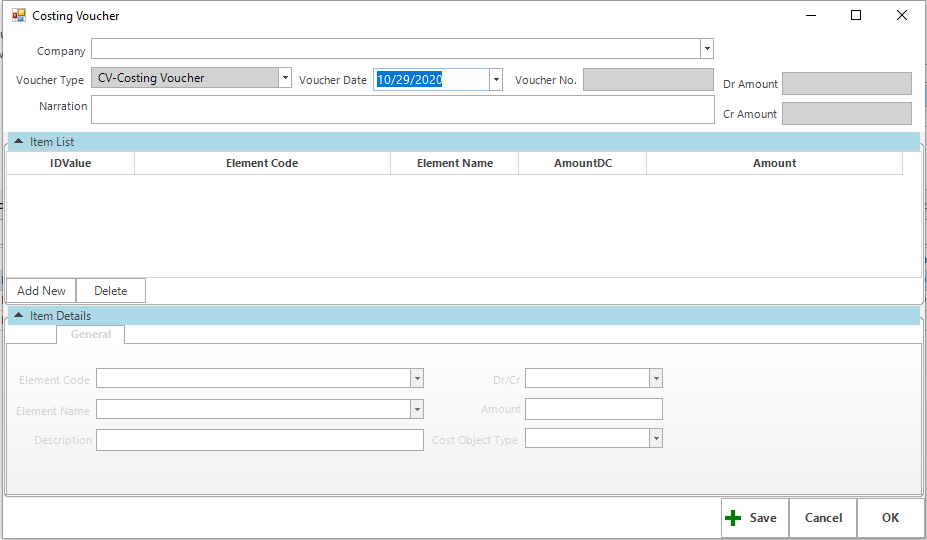 Costing Voucher
Company
Voucher Type CV-Costing Voucher Voucher Date 10/29/2020 Voucher No. Dr Amount
Narration Cr Amount
Item List
IDValue Element Code Element Name AmountDC Amount
Add New Delete
Item Details
General
Element Code Dr/Cr
Element Name Amount
Description Cost Object Type
Save Cancel OK